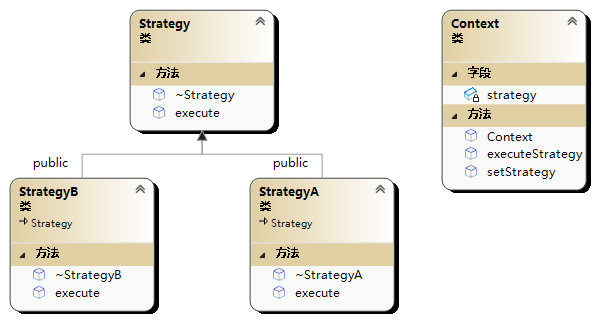 Strategy
类
方法
~Strategy
execute
Context
类
字段
strategy
方法
Context
executeStrategy
setStrategy
public
public
StrategyB
类
Strategy
方法
~StrategyB
execute
StrategyA
类
Strategy
方法
~StrategyA
execute